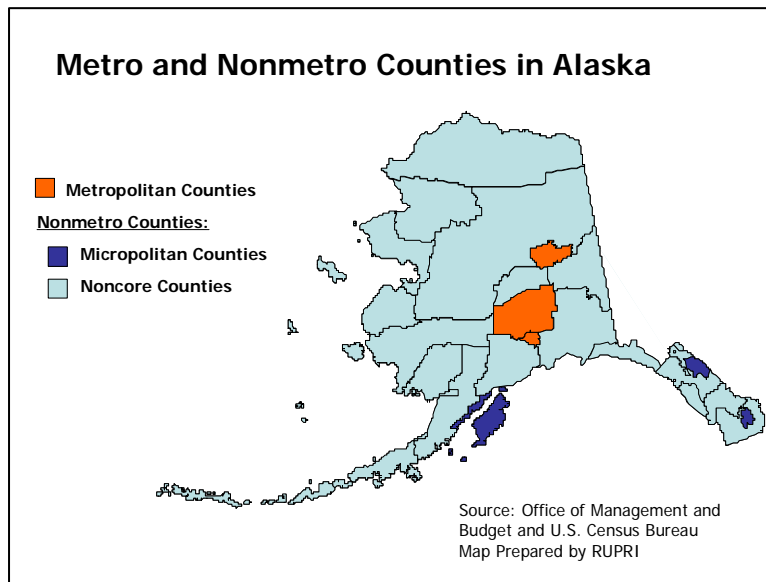 Metro and Nonmetro Counties in Alaska
Metropolitan Counties
Nonmetro Counties:
Micropolitan Counties
Noncore Counties
Source: Office of Management and
Budget and U.S. Census Bureau
Map Prepared by RUPRI